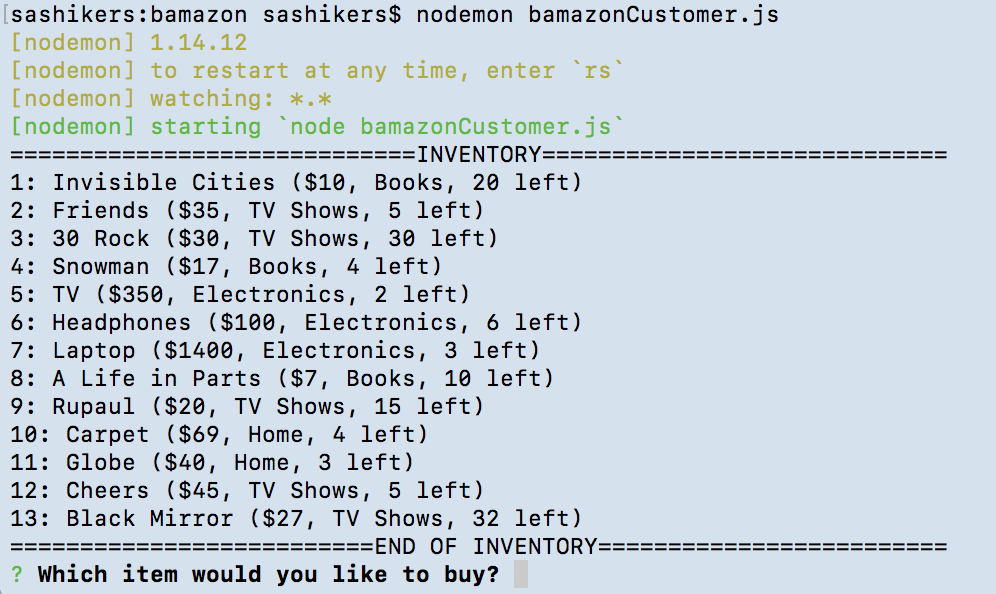 [sashikers:bamazon sashikers$ nodemon bamazonCustomer.js
[nodemon] 1.14.12
[nodemon] to restart at any time, enter `rs`
[nodemon] watching: *.*
[nodemon] starting `node bamazonCustomer.js`
=============================INVENTORY=============================
1: Invisible Cities ($10, Books, 20 left)
2: Friends ($35, TV Shows, 5 left)
3: 30 Rock ($30, TV Shows, 30 left)
4: Snowman ($17, Books, 4 left)
5: TV ($350, Electronics, 2 left)
6: Headphones ($100, Electronics, 6 left)
7: Laptop ($1400, Electronics, 3 left)
8: A Life in Parts ($7, Books, 10 left)
9: Rupaul ($20, TV Shows, 15 left)
10: Carpet ($69, Home, 4 left)
11: Globe ($40, Home, 3 left)
12: Cheers ($45, TV Shows, 5 left)
13: Black Mirror ($27, TV Shows, 32 left)
==========================END OF INVENTORY=========================
? Which item would you like to buy?